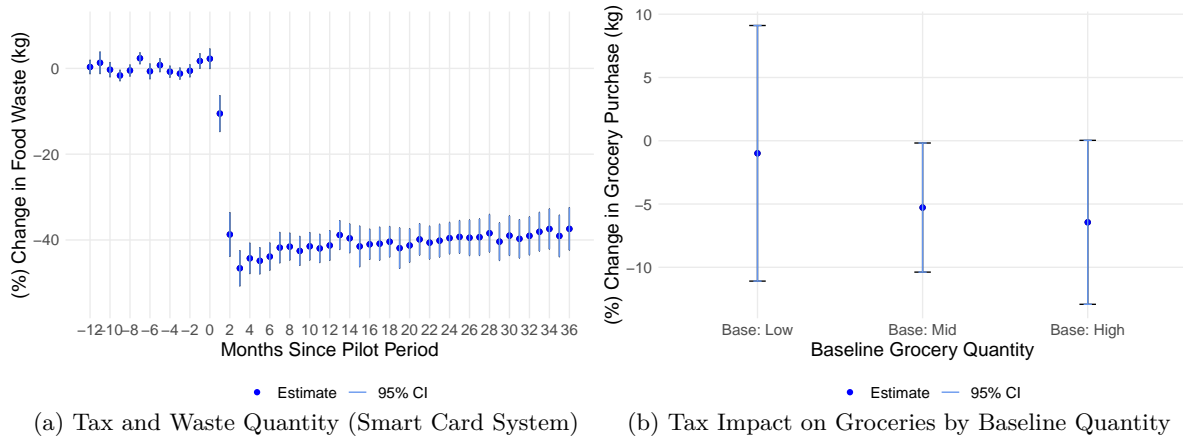 (%) Change in Food Waste (kg)
0
−20
−40
−12 −10 −8 −6 −4 −2 0 2 4 6 8 10 12 14 16 18 20 22 24 26 28 30 32 34 36
Months Since Pilot Period
Estimate 95% CI
(a) Tax and Waste Quantity (Smart Card System)
(%) Change in Grocery Purchase (kg)
10
5
0
−5
−10
Base: Low Base: Mid Base: High
Baseline Grocery Quantity
Estimate 95% CI
(b) Tax Impact on Groceries by Baseline Quantity